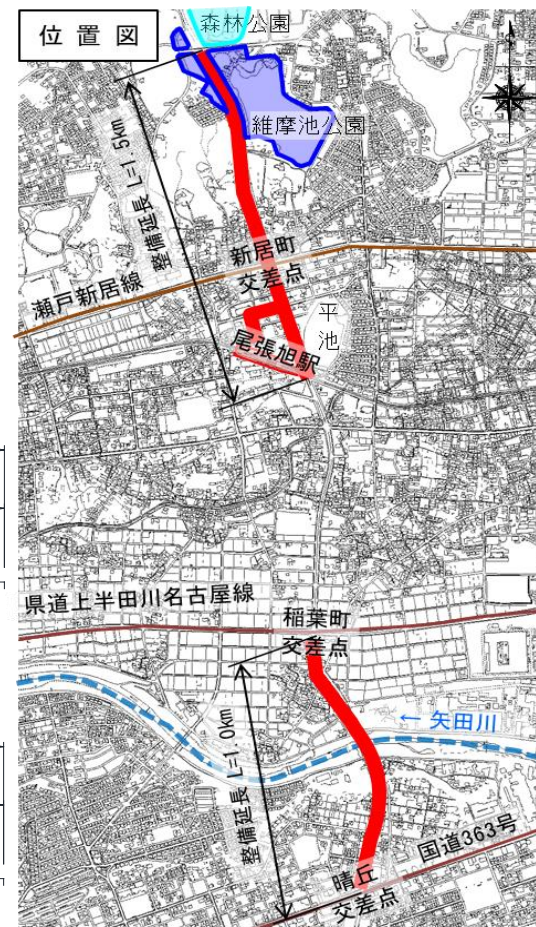 位置図
森林公園
維摩池公園
整備延長 L=1.5km
新居町
交差点
瀬戸新居線
平
池
尾張旭駅
県道上半田川名古屋線
稲葉町
交差点
← 矢田川
整備延長 L=1.0km
国道363号
晴丘
交差点